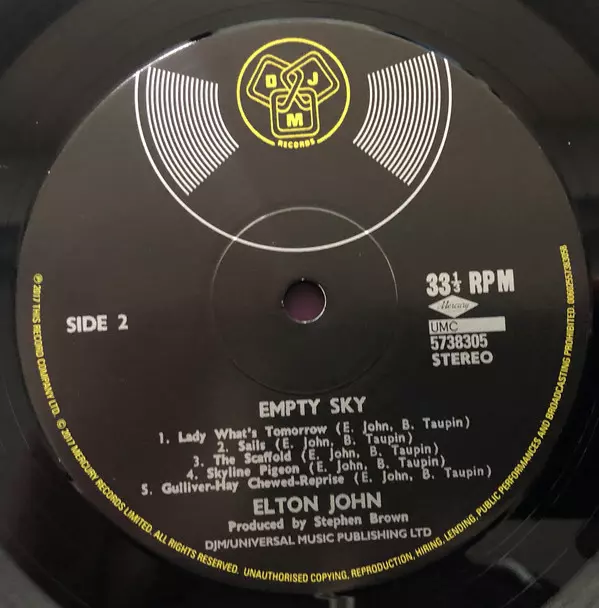 D J
M
RECORDS
33⅓ RPM
Mercury
SIDE 2
UMC
5738305
STEREO
EMPTY SKY
1. Lady What's Tomorrow (E. John, B. Taupin)
2. Sails (E. John, B. Taupin)
3. The Scaffold (E. John, B. Taupin)
4. Skyline Pigeon (E. John, B. Taupin)
5. Gulliver-Hay Chewed-Reprise (E. John, B. Taupin)
ELTON JOHN
Produced by Stephen Brown
DJM/UNIVERSAL MUSIC PUBLISHING LTD
℗ 2017 THIS RECORD COMPANY LTD. © 2017 MERCURY RECORDS LIMITED. ALL RIGHTS RESERVED. UNAUTHORISED COPYING, REPRODUCTION, HIRING, LENDING, PUBLIC PERFORMANCES AND BROADCASTING PROHIBITED.